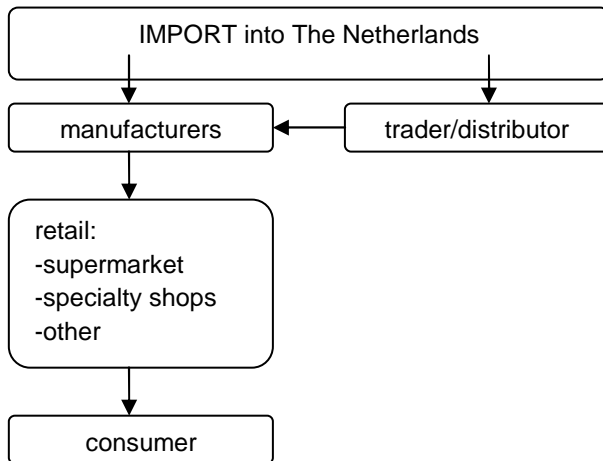 IMPORT into The Netherlands
manufacturers
trader/distributor
retail:
-supermarket
-specialty shops
-other
consumer